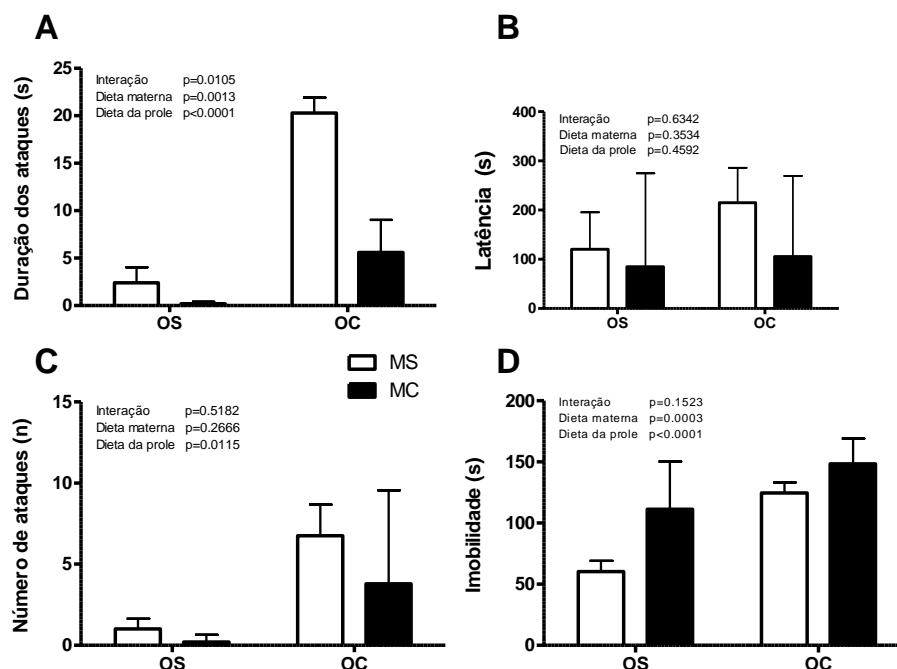 A
Duração dos ataques (s)
25
20
15
10
5
0
Interação p=0.0105
Dieta materna p=0.0013
Dieta da prole p<0.0001
OS OC
B
Latência (s)
400
300
200
100
0
Interação p=0.6342
Dieta materna p=0.3534
Dieta da prole p=0.4592
OS OC
MS
MC
C
Número de ataques (n)
15
10
5
0
Interação p=0.5182
Dieta materna p=0.2666
Dieta da prole p=0.0115
OS OC
D
Imobilidade (s)
200
150
100
50
0
Interação p=0.1523
Dieta materna p=0.0003
Dieta da prole p<0.0001
OS OC